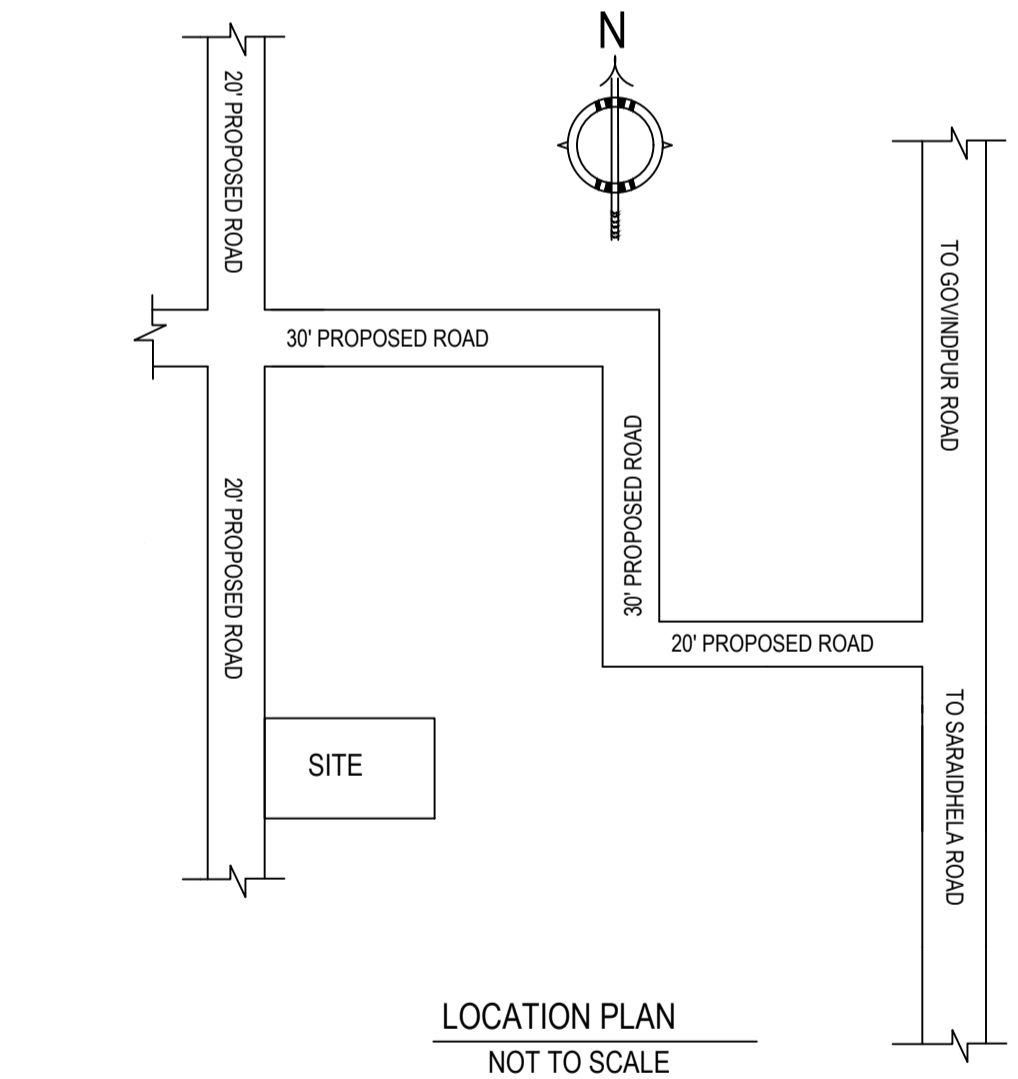 N
20' PROPOSED ROAD
TO GOVINDPUR ROAD
30' PROPOSED ROAD
30' PROPOSED ROAD
20' PROPOSED ROAD
20' PROPOSED ROAD
TO SARAIDHELA ROAD
SITE
LOCATION PLAN
NOT TO SCALE